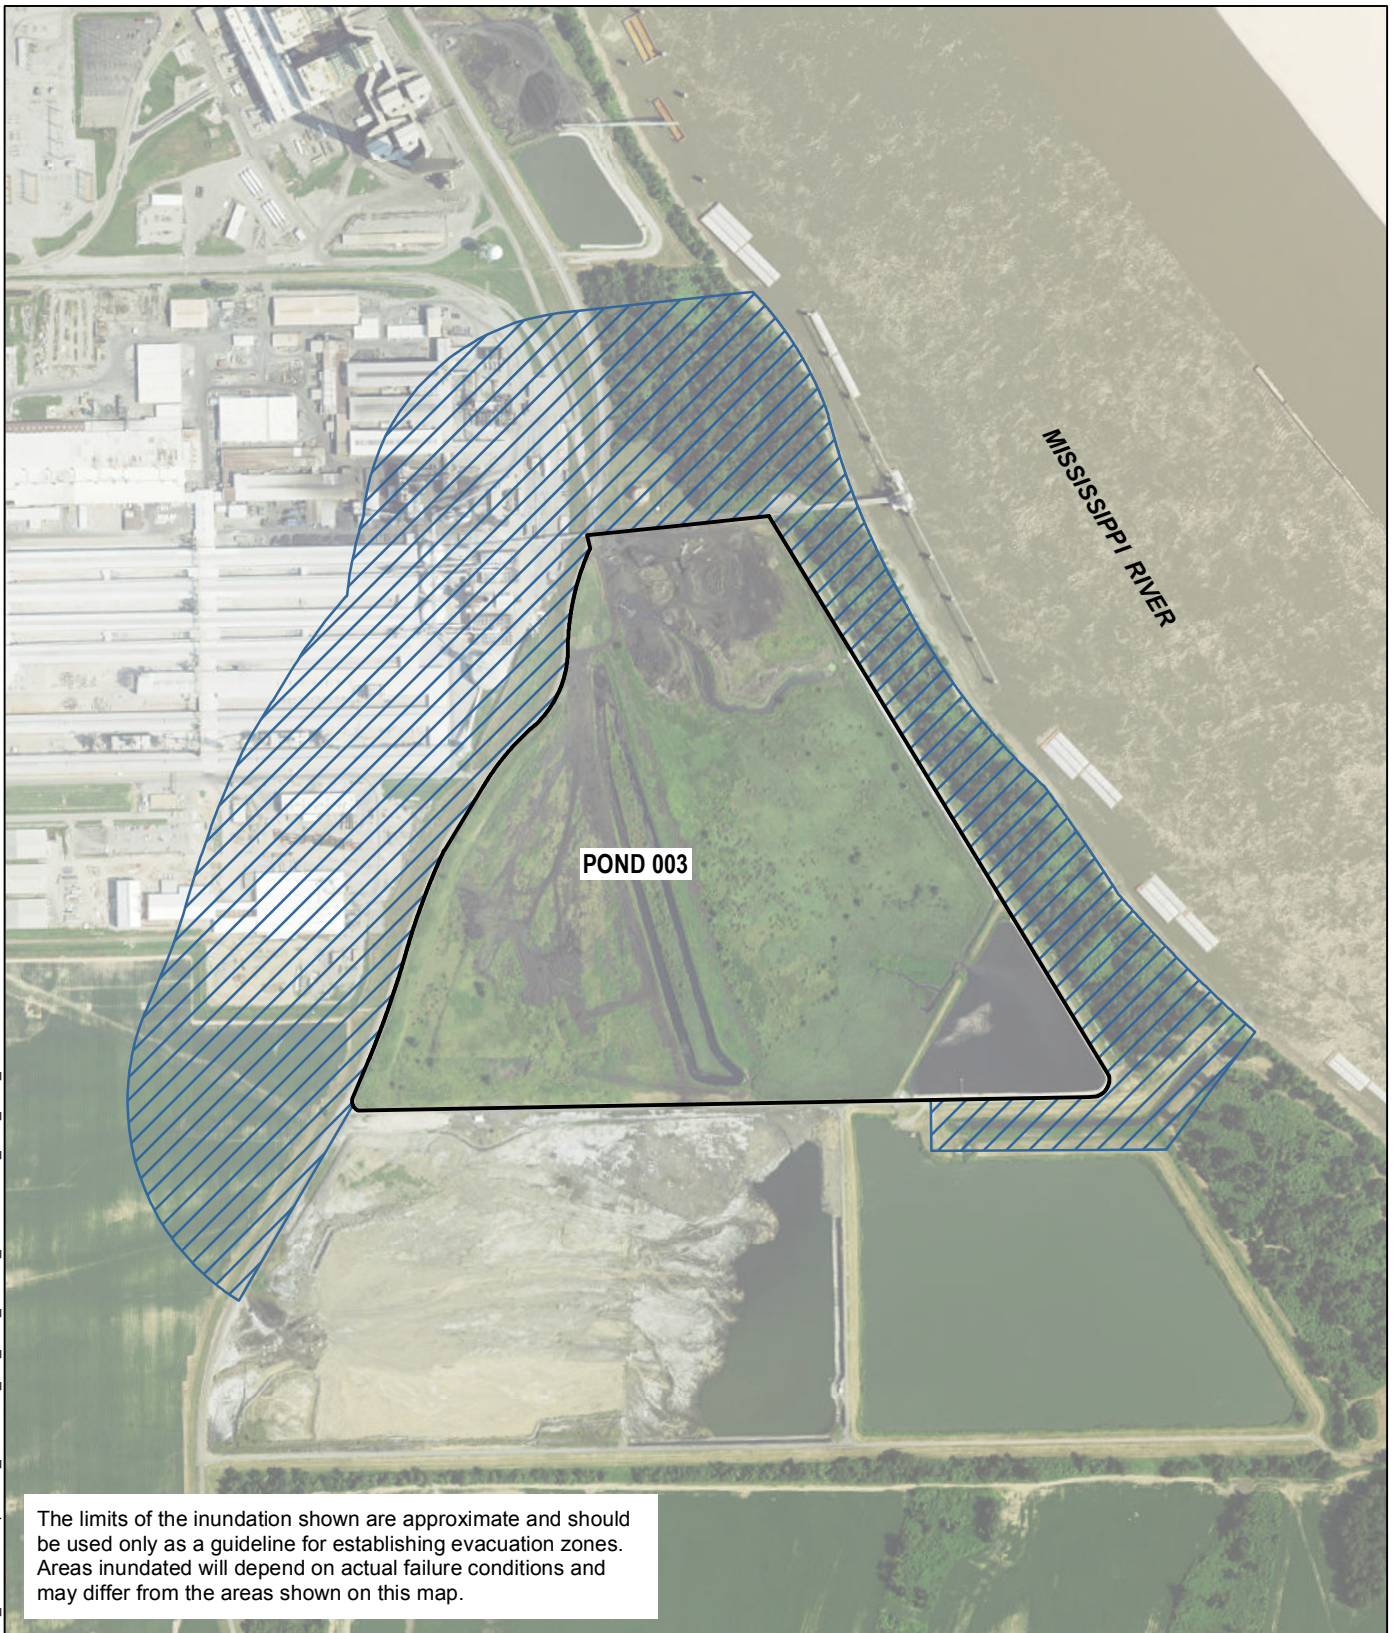 MISSISSIPPI RIVER
POND 003
The limits of the inundation shown are approximate and should
be used only as a guideline for establishing evacuation zones.
Areas inundated will depend on actual failure conditions and
may differ from the areas shown on this map.